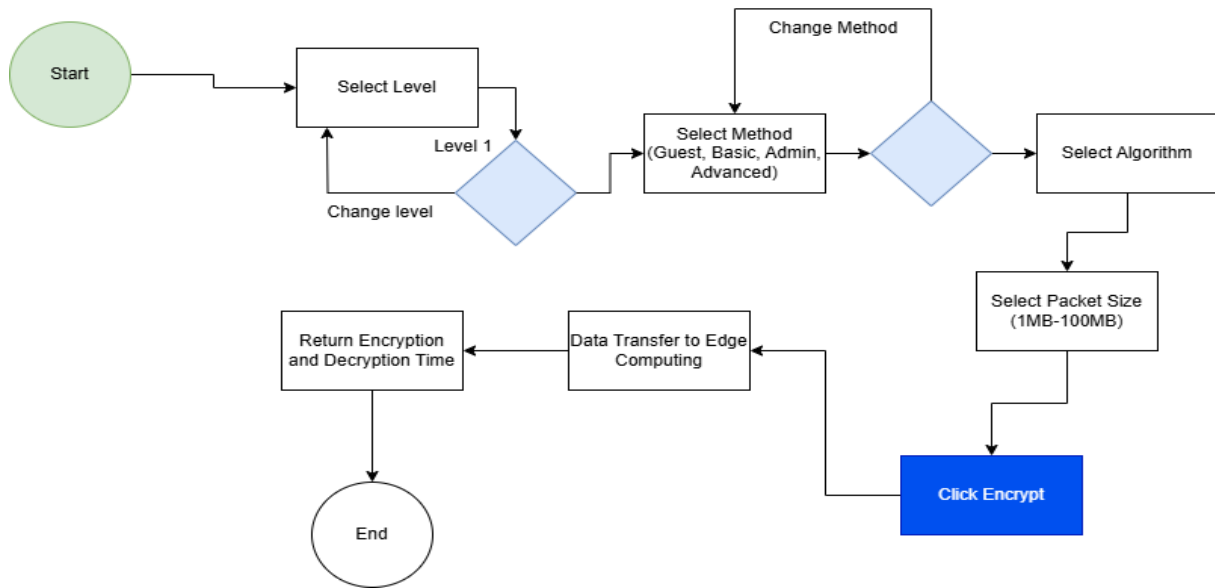 Start
Select Level
Level 1
Change level
Change Method
Select Method
(Guest, Basic, Admin,
Advanced)
Select Algorithm
Select Packet Size
(1MB-100MB)
Click Encrypt
Data Transfer to Edge
Computing
Return Encryption
and Decryption Time
End